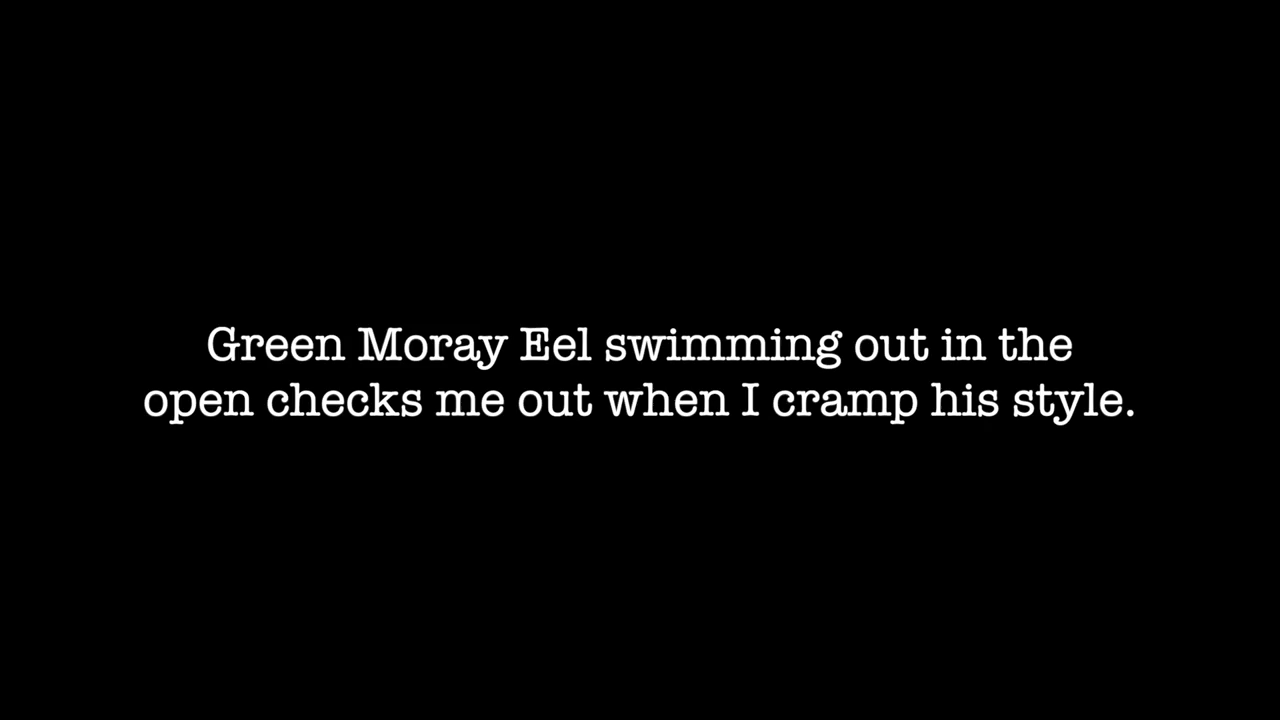 Green Moray Eel swimming out in the
open checks me out when I cramp his style.